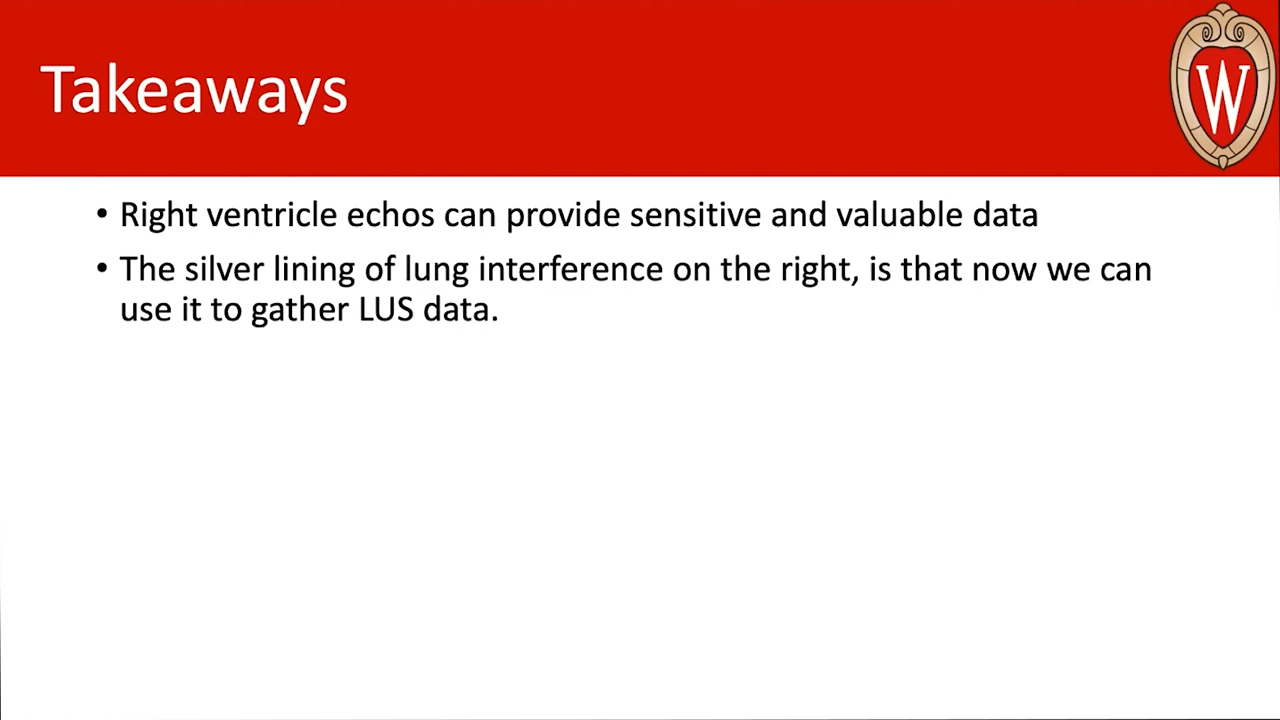 Takeaways
W
• Right ventricle echos can provide sensitive and valuable data
• The silver lining of lung interference on the right, is that now we can
use it to gather LUS data.